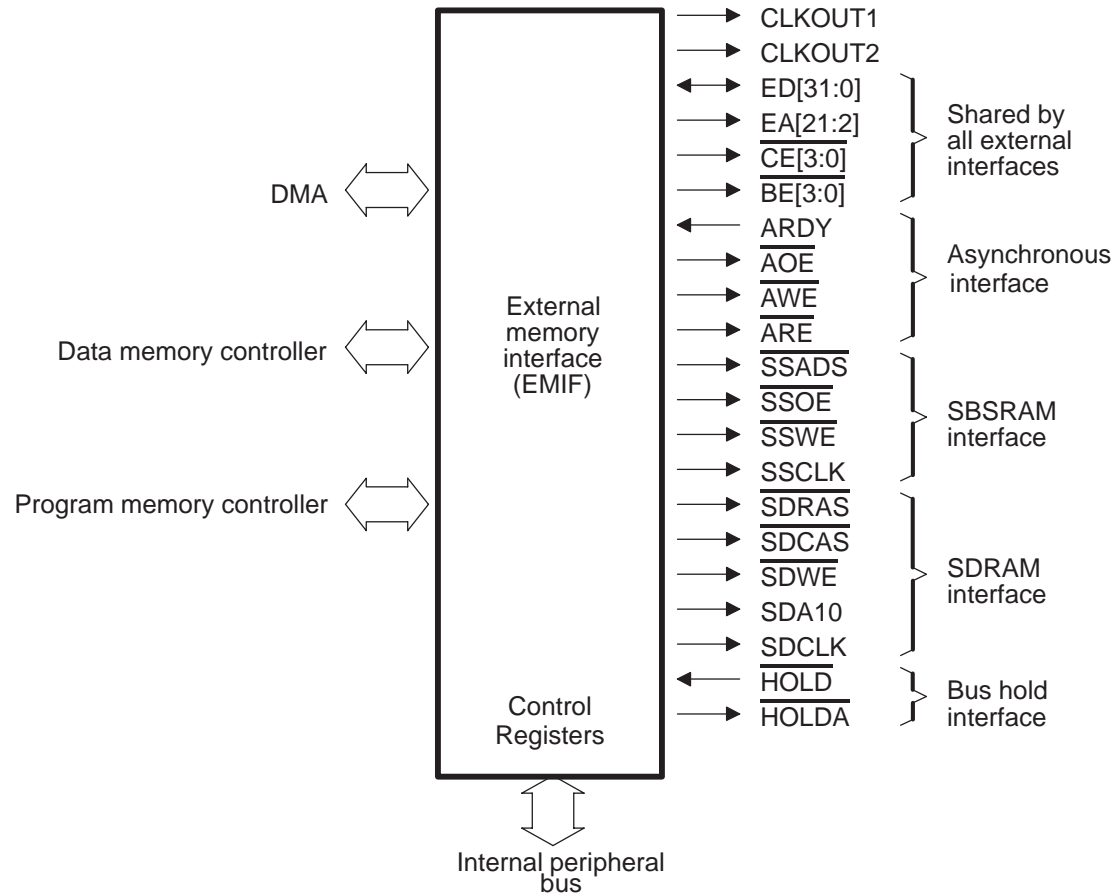 CLKOUT1
CLKOUT2
ED[31:0]
EA[21:2]
CE[3:0]
BE[3:0]
Shared by
all external
interfaces
DMA
ARDY
AOE
AWE
ARE
Asynchronous
interface
External
memory
interface
(EMIF)
Data memory controller
SSADS
SSOE
SSWE
SSCLK
SBSRAM
interface
Program memory controller
SDRAS
SDCAS
SDWE
SDA10
SDCLK
SDRAM
interface
HOLD
HOLDA
Bus hold
interface
Control
Registers
Internal peripheral
bus